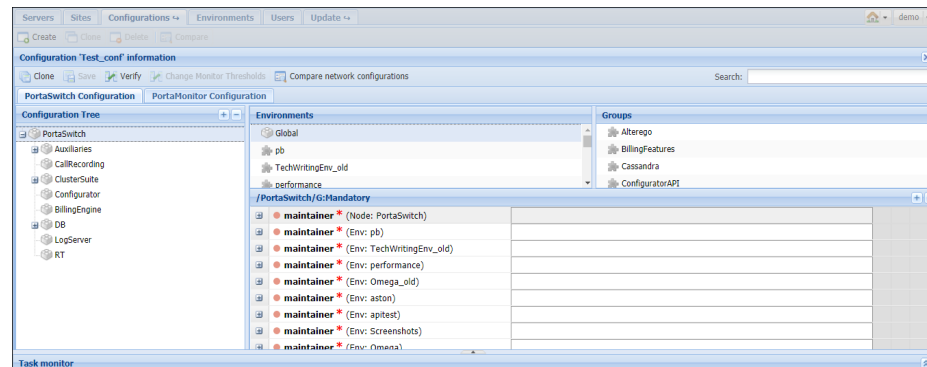 Servers Sites Configurations ↪ Environments Users Update ↪ demo
Create Clone Delete Compare
Configuration 'Test_conf' information
Clone Save Verify Change Monitor Thresholds Compare network configurations Search:
PortaSwitch Configuration PortaMonitor Configuration
Configuration Tree
PortaSwitch
Auxiliaries
CallRecording
ClusterSuite
Configurator
BillingEngine
DB
LogServer
RT
Environments
Global
pb
TechWritingEnv_old
performance
Groups
Alterego
BillingFeatures
Cassandra
ConfiguratorAPI
/PortaSwitch/G:Mandatory
maintainer * (Node: PortaSwitch)
maintainer * (Env: pb)
maintainer * (Env: TechWritingEnv_old)
maintainer * (Env: performance)
maintainer * (Env: Omega_old)
maintainer * (Env: aston)
maintainer * (Env: apitest)
maintainer * (Env: Screenshots)
maintainer * (Env: Omega)
Task monitor